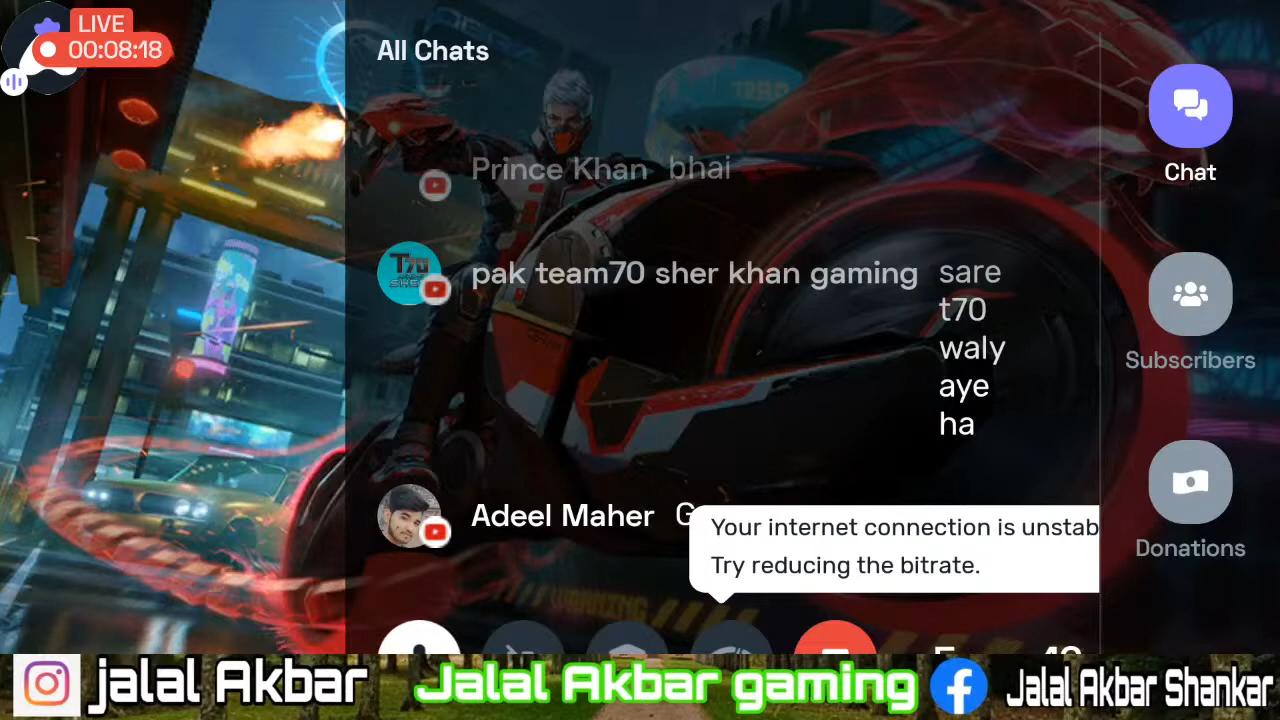 LIVE
00:08:18
All Chats
Prince Khan bhai
pak team70 sher khan gaming sare
t70
waly
aye
ha
Adeel Maher G
Your internet connection is unstab
Try reducing the bitrate.
Chat
Subscribers
Donations
T70
WARNING
jalal Akbar
Jalal Akbar gaming
Jalal Akbar Shankar